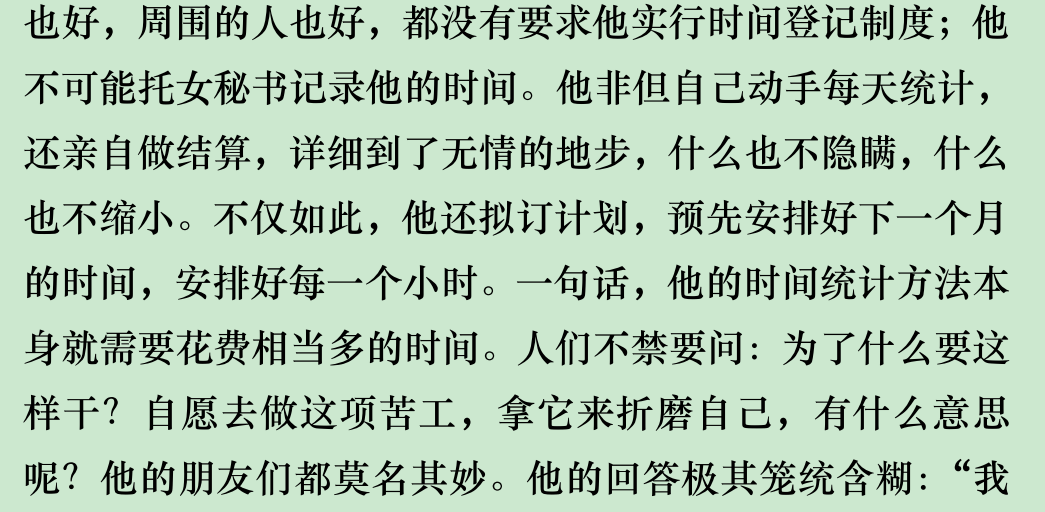 也好，周围的人也好，都没有要求他实行时间登记制度；他
不可能托女秘书记录他的时间。他非但自己动手每天统计，
还亲自做结算，详细到了无情的地步，什么也不隐瞒，什么
也不缩小。不仅如此，他还拟订计划，预先安排好下一个月
的时间，安排好每一个小时。一句话，他的时间统计方法本
身就需要花费相当多的时间。人们不禁要问：为了什么要这
样干？自愿去做这项苦工，拿它来折磨自己，有什么意思
呢？他的朋友们都莫名其妙。他的回答极其笼统含糊：“我